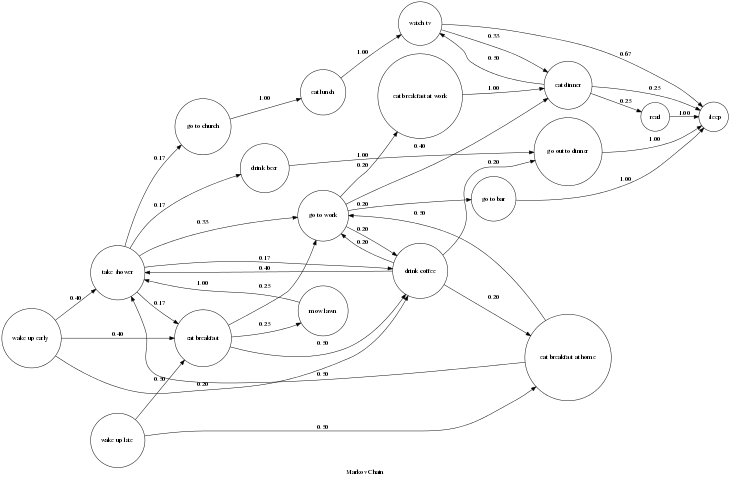 watch tv
0.33
0.67
1.00
0.50
eat dinner
eat lunch
eat breakfast at work
1.00
0.25
0.25
read
1.00
sleep
go to church
1.00
0.17
drink beer
1.00
0.20
0.40
go out to dinner
1.00
0.20
0.17
go to bar
1.00
go to work
0.20
0.33
0.20
0.20
0.50
take shower
0.17
0.40
drink coffee
1.00
0.25
0.40
0.17
mow lawn
0.20
wake up early
0.40
eat breakfast
0.25
0.50
eat breakfast at home
0.50
0.20
0.50
wake up late
0.50
Markov Chain